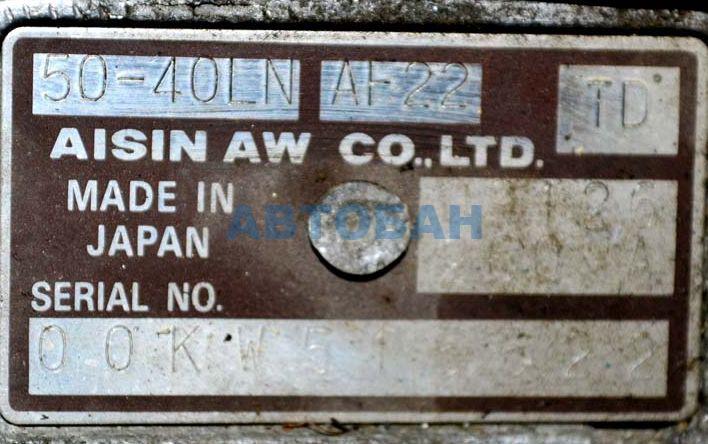 50-40LN AF22 TD
AISIN AW CO., LTD.
MADE IN
JAPAN
АВТОБАН
SERIAL NO.